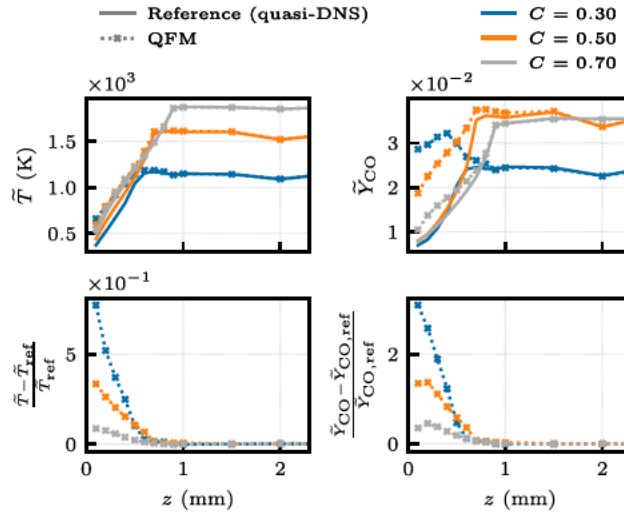 Reference (quasi-DNS)
QFM
C = 0.30
C = 0.50
C = 0.70
×10³
1.5
1.0
0.5
T̃ (K)
×10⁻²
3
2
1
Ỹ_CO
×10⁻¹
5
0
(T̃ − T̃_ref) / T̃_ref
0 1 2
z (mm)
2
0
(Ỹ_CO − Ỹ_CO,ref) / Ỹ_CO,ref
0 1 2
z (mm)